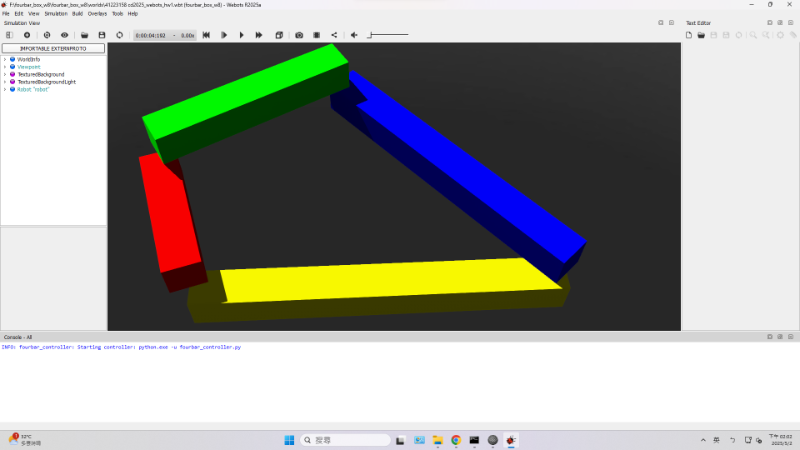 F:\fourbar_box_w8\fourbar_box_w8\worlds\41223158 cd2025_webots_hw1.wbt (fourbar_box_w8) - Webots R2025a
File Edit View Simulation Build Overlays Tools Help
Simulation View
Text Editor
0:00:04:192 - 0.00x
IMPORTABLE EXTERNPROTO
WorldInfo
Viewpoint
TexturedBackground
TexturedBackgroundLight
Robot "robot"
Console - All
INFO: fourbar_controller: Starting controller: python.exe -u fourbar_controller.py
32°C
多雲時晴
搜尋
英
下午 02:02
2025/5/2